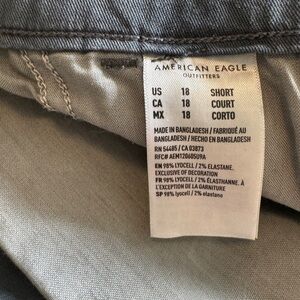 AMERICAN EAGLE
OUTFITTERS
US 18 SHORT
CA 18 COURT
MX 18 CORTO
MADE IN BANGLADESH / FABRIQUÉ AU
BANGLADESH / HECHO EN BANGLADESH
RN 54485 / CA 03873
RFC# AEM120605U9A
EN 98% LYOCELL / 2% ELASTANE.
EXCLUSIVE OF DECORATION
FR 98% LYOCELL / 2% ÉLASTHANNE. À
L'EXCEPTION DE LA GARNITURE
SP 98% lyocell / 2% elastano